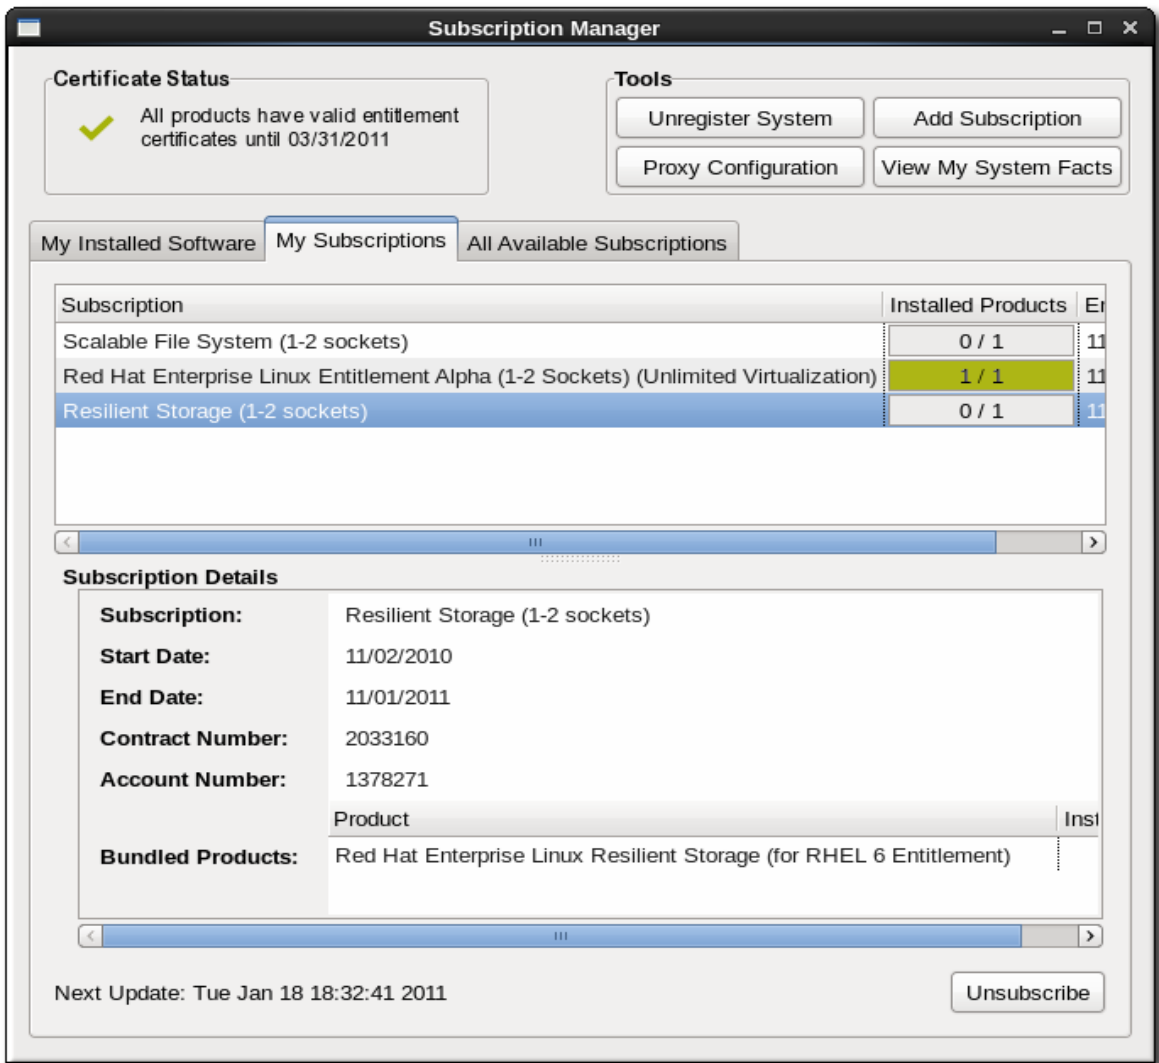 Subscription Manager
Certificate Status
All products have valid entitlement
certificates until 03/31/2011
Tools
Unregister System
Add Subscription
Proxy Configuration
View My System Facts
My Installed Software
My Subscriptions
All Available Subscriptions
Subscription Installed Products Er
Scalable File System (1-2 sockets) 0 / 1 11
Red Hat Enterprise Linux Entitlement Alpha (1-2 Sockets) (Unlimited Virtualization) 1 / 1 11
Resilient Storage (1-2 sockets) 0 / 1 11
Subscription Details
Subscription: Resilient Storage (1-2 sockets)
Start Date: 11/02/2010
End Date: 11/01/2011
Contract Number: 2033160
Account Number: 1378271
Product Inst
Bundled Products: Red Hat Enterprise Linux Resilient Storage (for RHEL 6 Entitlement)
Next Update: Tue Jan 18 18:32:41 2011
Unsubscribe